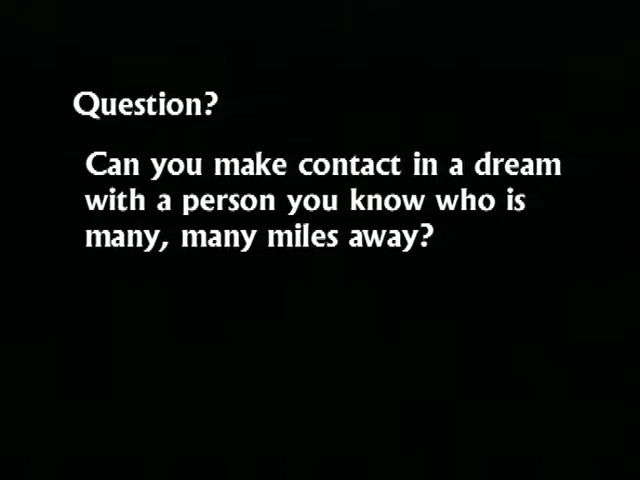 Question?
Can you make contact in a dream
with a person you know who is
many, many miles away?